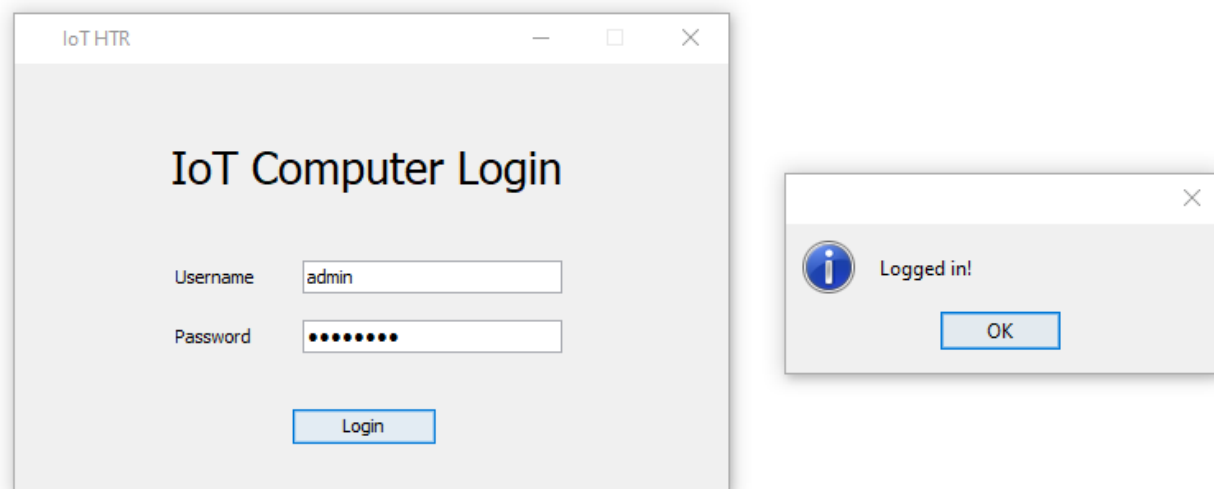 IoT HTR
IoT Computer Login
Username admin
Password ••••••••
Login
Logged in!
OK